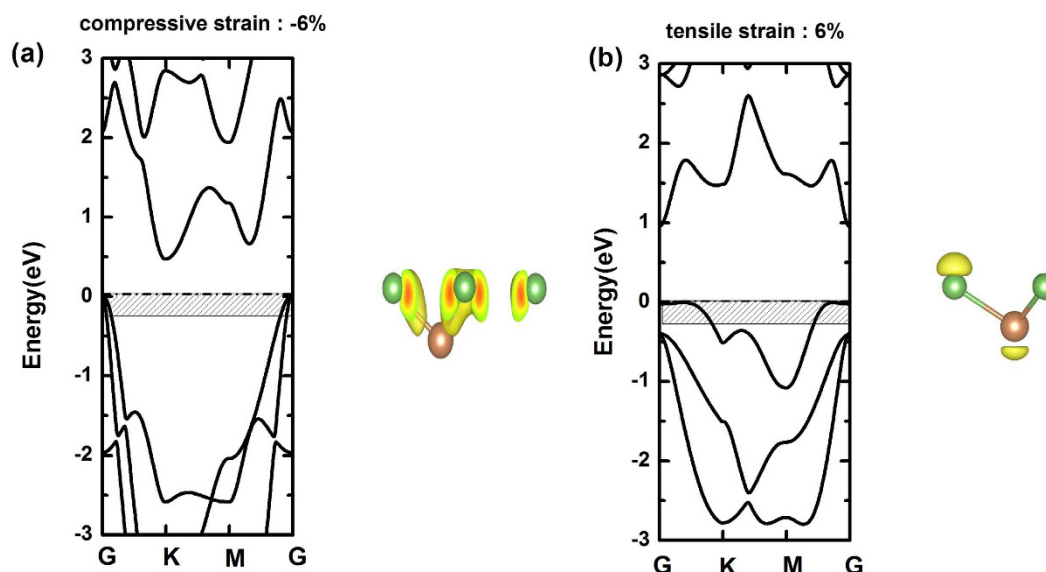 compressive strain : -6%
(a)
3
2
1
0
-1
-2
-3
Energy(eV)
G K M G
tensile strain : 6%
(b)
3
2
1
0
-1
-2
-3
Energy(eV)
G K M G